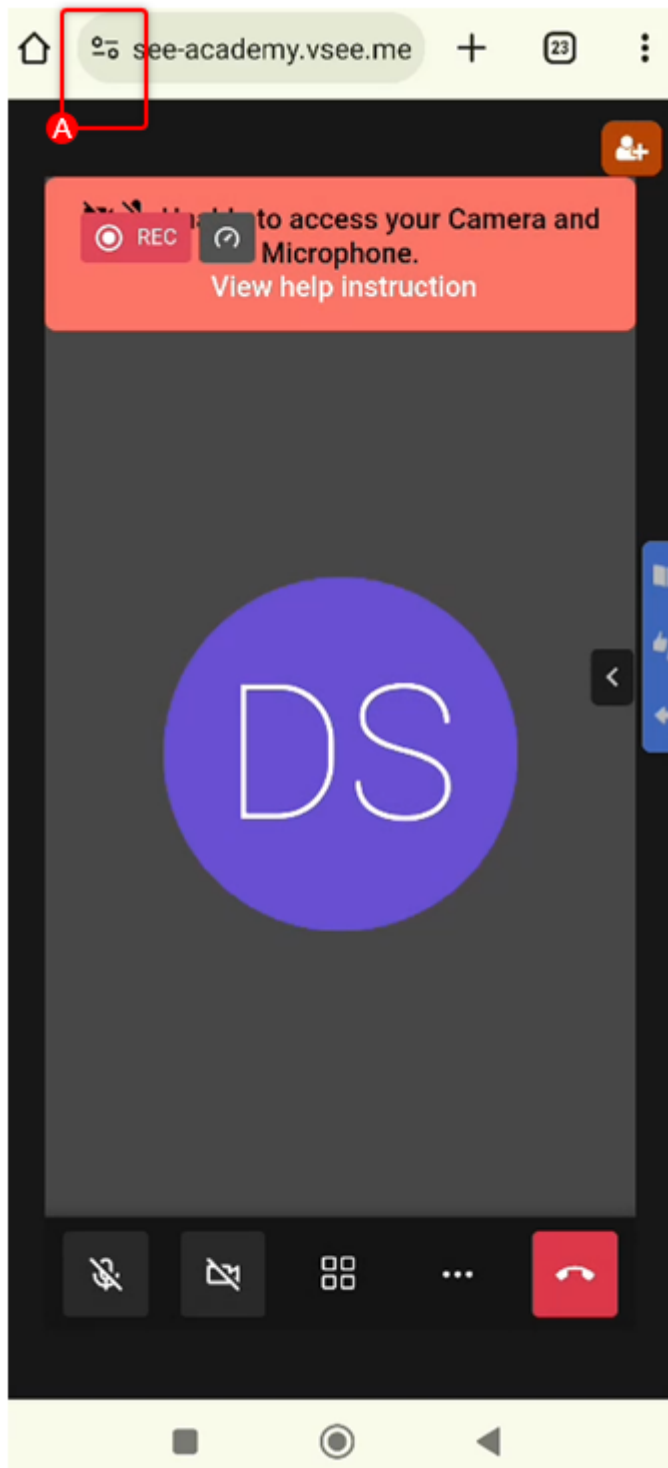 see-academy.vsee.me
23
A
to access your Camera and
REC
Microphone.
View help instruction
DS